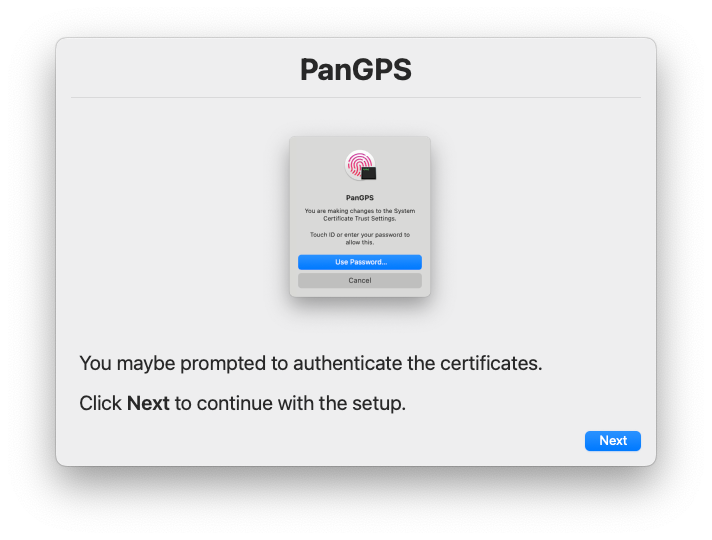 PanGPS
PanGPS
You are making changes to the System
Certificate Trust Settings.
Touch ID or enter your password to
allow this.
Use Password...
Cancel
You maybe prompted to authenticate the certificates.
Click Next to continue with the setup.
Next